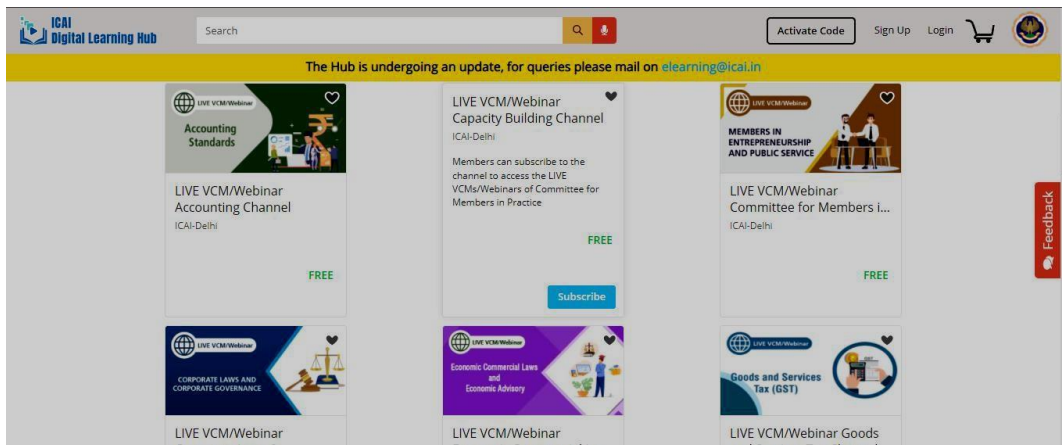 ICAI
Digital Learning Hub
Search
Activate Code
Sign Up
Login
The Hub is undergoing an update, for queries please mail on elearning@icai.in
LIVE VCM/Webinar
Accounting
Standards
LIVE VCM/Webinar
Accounting Channel
ICAI-Delhi
FREE
LIVE VCM/Webinar
Capacity Building Channel
ICAI-Delhi
Members can subscribe to the
channel to access the LIVE
VCMs/Webinars of Committee for
Members in Practice
FREE
Subscribe
LIVE VCM/Webinar
MEMBERS IN
ENTREPRENEURSHIP
AND PUBLIC SERVICE
LIVE VCM/Webinar
Committee for Members i...
ICAI-Delhi
FREE
Feedback
LIVE VCM/Webinar
CORPORATE LAWS AND
CORPORATE GOVERNANCE
LIVE VCM/Webinar
LIVE VCM/Webinar
Economic Commercial Laws
and
Economic Advisory
LIVE VCM/Webinar
LIVE VCM/Webinar
Goods and Services
Tax (GST)
LIVE VCM/Webinar Goods